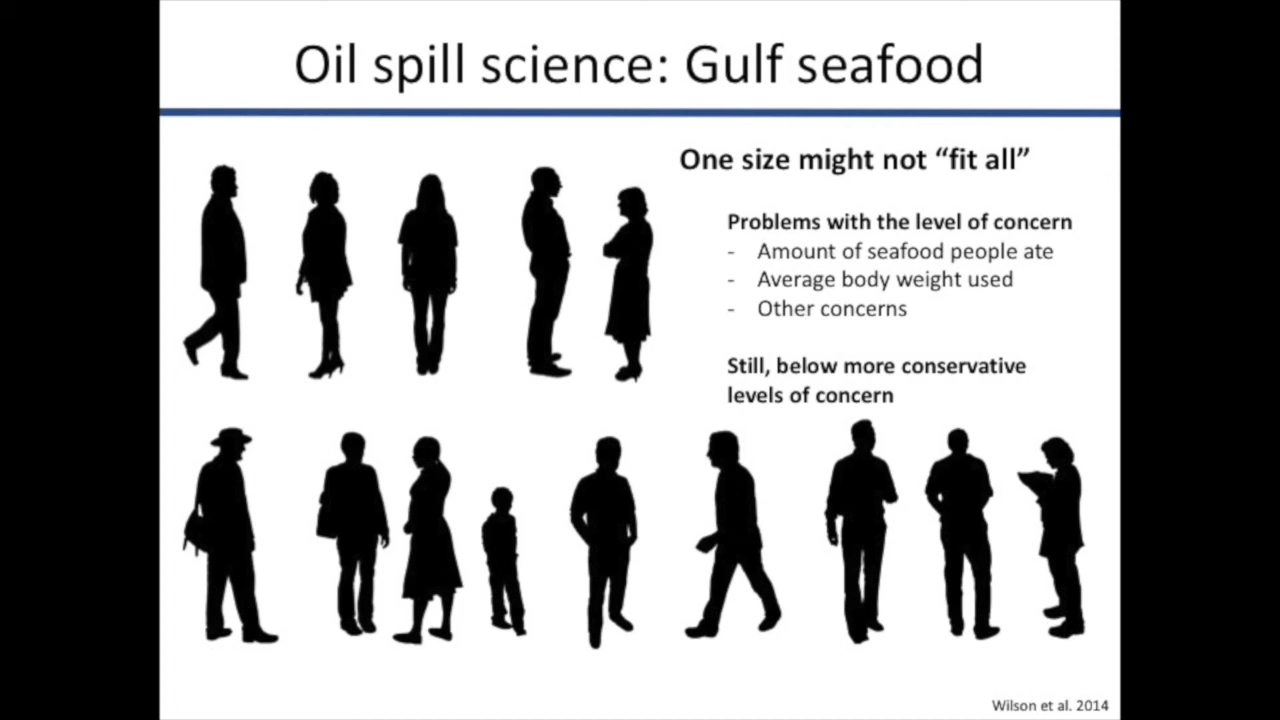 Oil spill science: Gulf seafood
One size might not “fit all”
Problems with the level of concern
- Amount of seafood people ate
- Average body weight used
- Other concerns
Still, below more conservative
levels of concern
Wilson et al. 2014